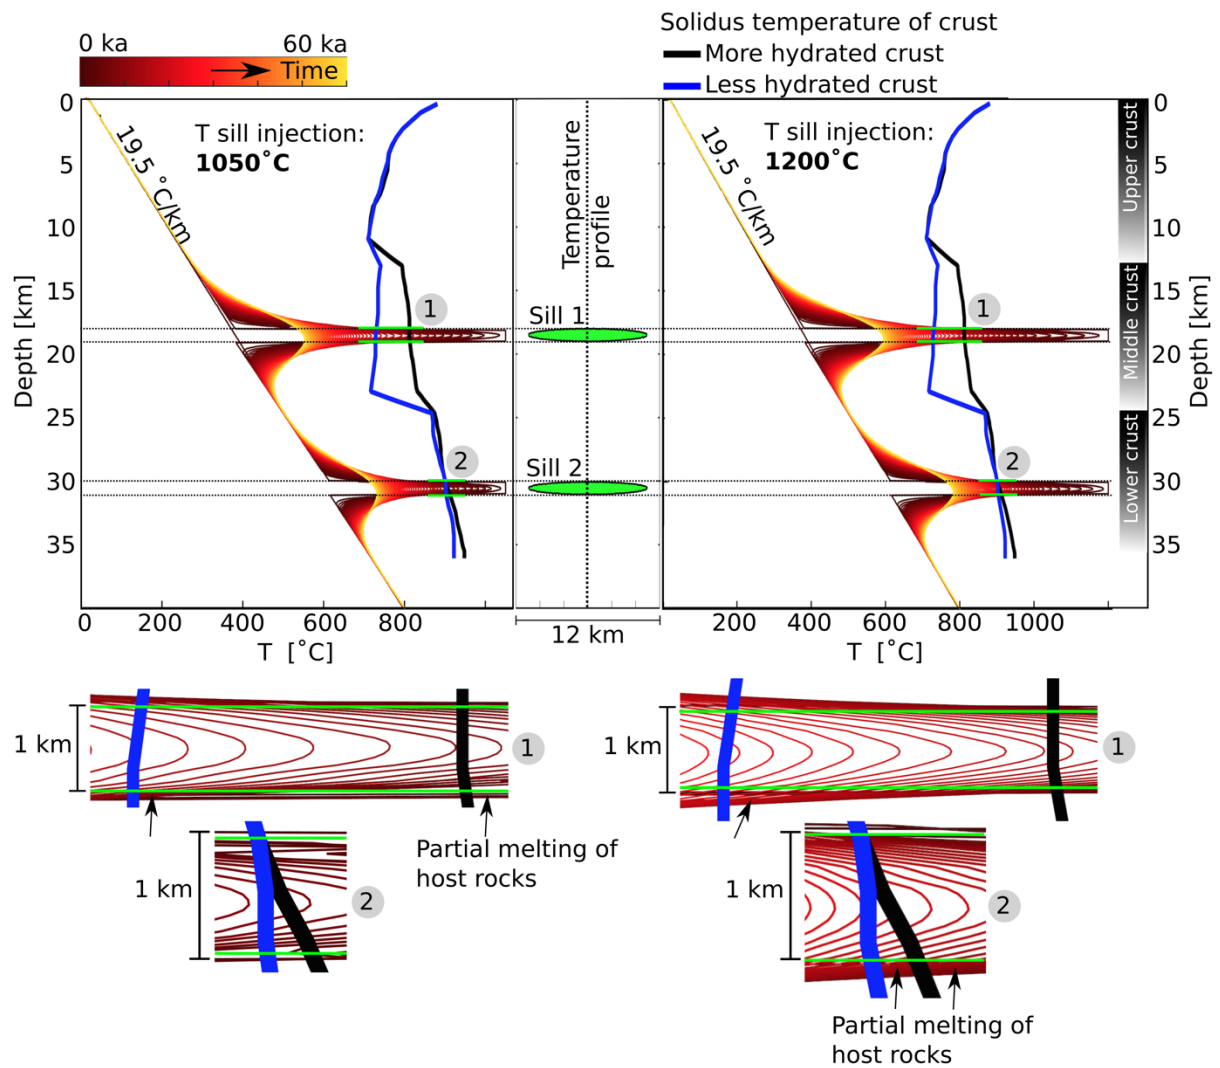 Solidus temperature of crust
0 ka
60 ka
More hydrated crust
Time
Less hydrated crust
0
5
10
15
20
25
30
35
Depth [km]
19.5 ˚C/km
T sill injection:
1050˚C
1
2
Temperature
profile
Sill 1
Sill 2
19.5 ˚C/km
T sill injection:
1200˚C
1
2
Upper crust
Middle crust
Lower crust
0
5
10
15
20
25
30
35
Depth [km]
0
200
400
600
800
T [˚C]
12 km
200
400
600
800
1000
T [˚C]
1 km
1
1 km
1
Partial melting of
host rocks
1 km
2
1 km
2
Partial melting of
host rocks